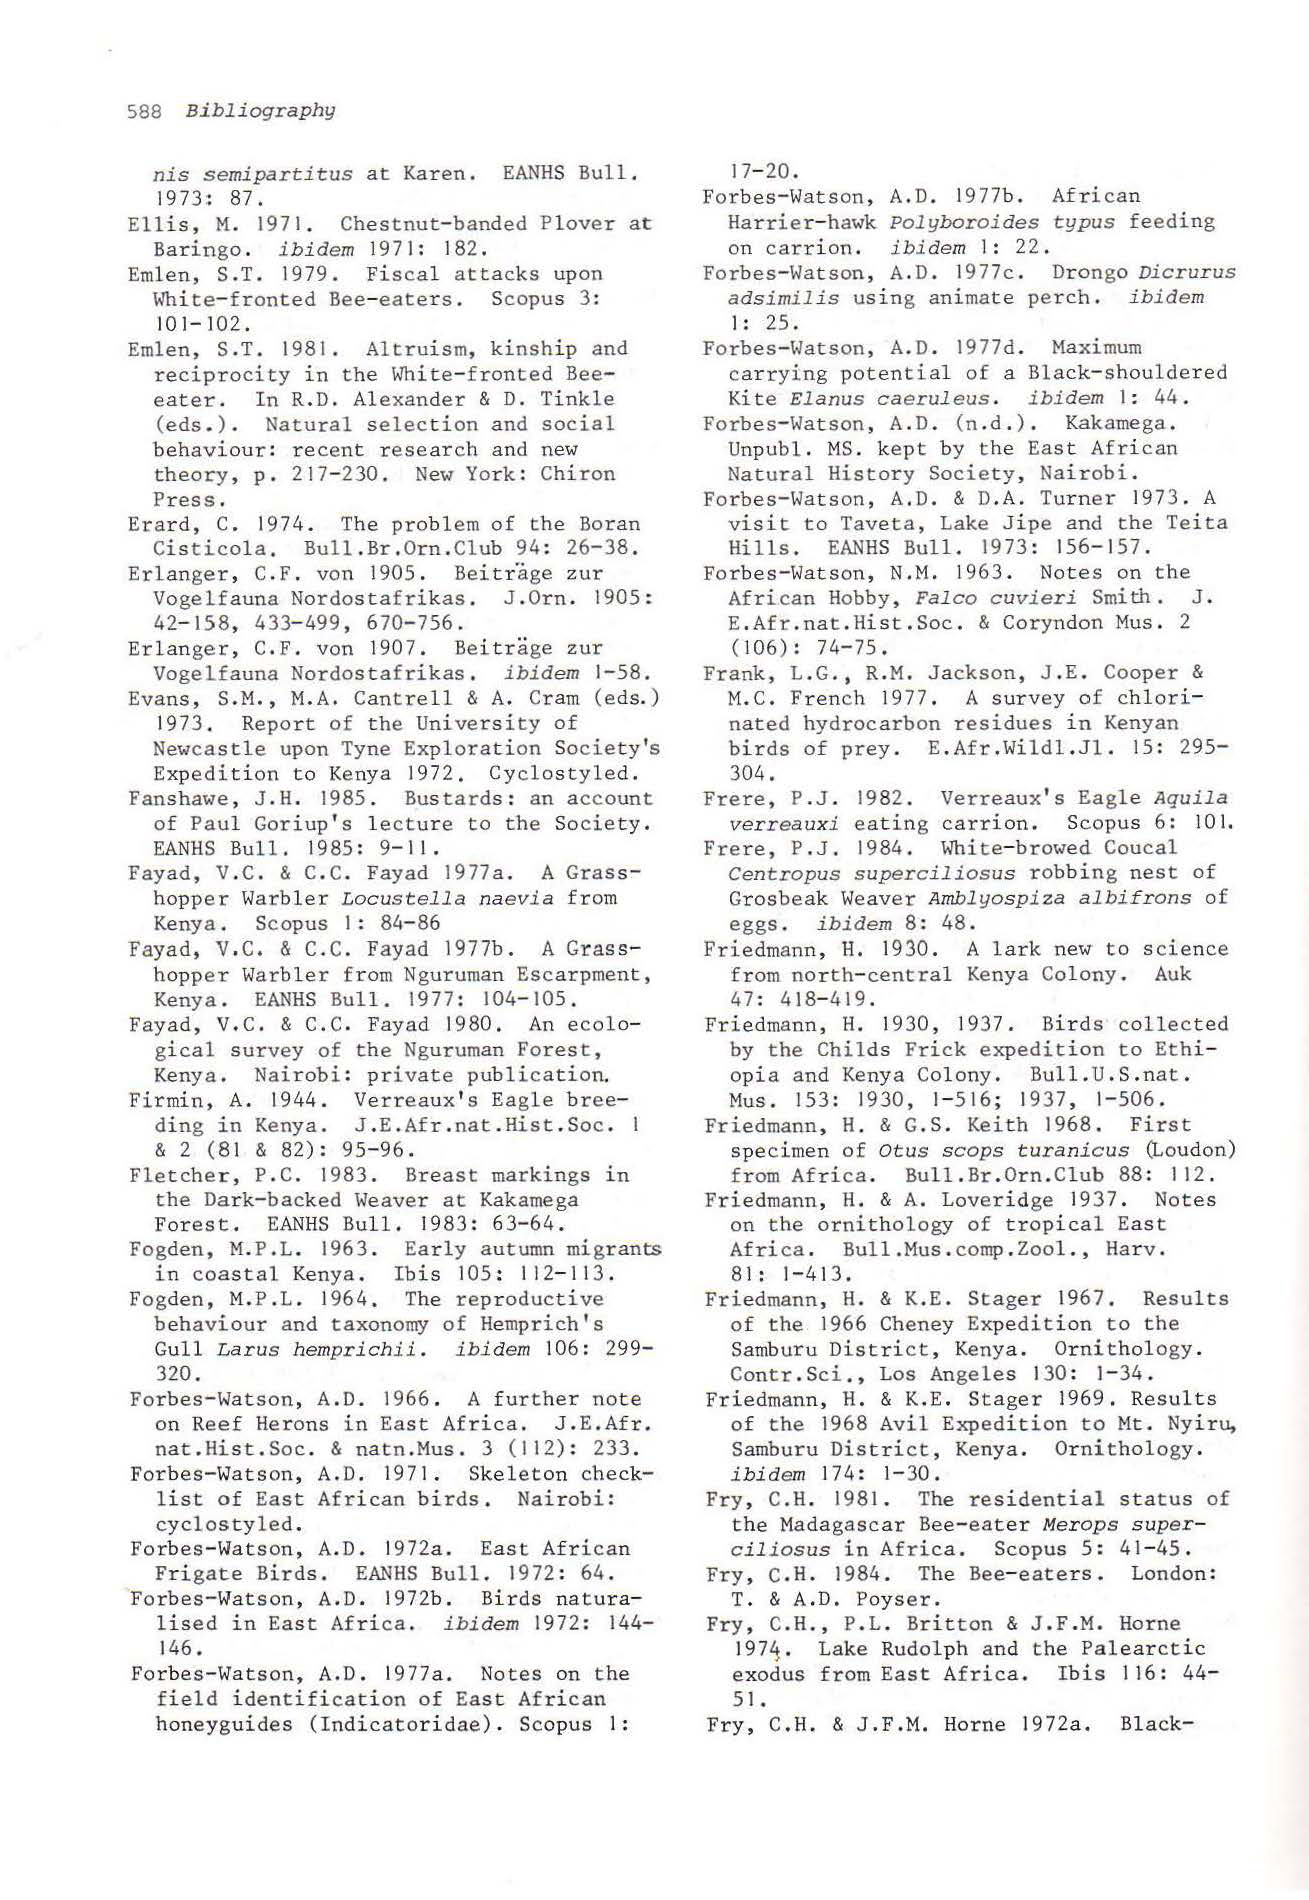 588 Bibliography
nis semipartitus at Karen. EANHS Bull.
1973: 87.
Ellis, M. 1971. Chestnut-banded Plover at
Baringo. ibidem 1971: 182.
Emlen, S.T. 1979. Fiscal attacks upon
White-fronted Bee-eaters. Scopus 3:
101-102.
Emlen, S.T. 1981. Altruism, kinship and
reciprocity in the White-fronted Bee-
eater. In R.D. Alexander & D. Tinkle
(eds.). Natural selection and social
behaviour: recent research and new
theory, p. 217-230. New York: Chiron
Press.
Erard, C. 1974. The problem of the Boran
Cisticola. Bull.Br.Orn.Club 94: 26-38.
Erlanger, C.F. von 1905. Beiträge zur
Vogelfauna Nordostafrikas. J.Orn. 1905:
42-158, 433-499, 670-756.
Erlanger, C.F. von 1907. Beiträge zur
Vogelfauna Nordostafrikas. ibidem 1-58.
Evans, S.M., M.A. Cantrell & A. Cram (eds.)
1973. Report of the University of
Newcastle upon Tyne Exploration Society's
Expedition to Kenya 1972. Cyclostyled.
Fanshawe, J.H. 1985. Bustards: an account
of Paul Goriup's lecture to the Society.
EANHS Bull. 1985: 9-11.
Fayad, V.C. & C.C. Fayad 1977a. A Grass-
hopper Warbler Locustella naevia from
Kenya. Scopus 1: 84-86
Fayad, V.C. & C.C. Fayad 1977b. A Grass-
hopper Warbler from Nguruman Escarpment,
Kenya. EANHS Bull. 1977: 104-105.
Fayad, V.C. & C.C. Fayad 1980. An ecolo-
gical survey of the Nguruman Forest,
Kenya. Nairobi: private publication.
Firmin, A. 1944. Verreaux's Eagle bree-
ding in Kenya. J.E.Afr.nat.Hist.Soc. 1
& 2 (81 & 82): 95-96.
Fletcher, P.C. 1983. Breast markings in
the Dark-backed Weaver at Kakamega
Forest. EANHS Bull. 1983: 63-64.
Fogden, M.P.L. 1963. Early autumn migrants
in coastal Kenya. Ibis 105: 112-113.
Fogden, M.P.L. 1964. The reproductive
behaviour and taxonomy of Hemprich's
Gull Larus hemprichii. ibidem 106: 299-
320.
Forbes-Watson, A.D. 1966. A further note
on Reef Herons in East Africa. J.E.Afr.
nat.Hist.Soc. & natn.Mus. 3 (112): 233.
Forbes-Watson, A.D. 1971. Skeleton check-
list of East African birds. Nairobi:
cyclostyled.
Forbes-Watson, A.D. 1972a. East African
Frigate Birds. EANHS Bull. 1972: 64.
Forbes-Watson, A.D. 1972b. Birds natura-
lised in East Africa. ibidem 1972: 144-
146.
Forbes-Watson, A.D. 1977a. Notes on the
field identification of East African
honeyguides (Indicatoridae). Scopus 1:
17-20.
Forbes-Watson, A.D. 1977b. African
Harrier-hawk Polyboroides typus feeding
on carrion. ibidem 1: 22.
Forbes-Watson, A.D. 1977c. Drongo Dicrurus
adsimilis using animate perch. ibidem
1: 25.
Forbes-Watson, A.D. 1977d. Maximum
carrying potential of a Black-shouldered
Kite Elanus caeruleus. ibidem 1: 44.
Forbes-Watson, A.D. (n.d.). Kakamega.
Unpubl. MS. kept by the East African
Natural History Society, Nairobi.
Forbes-Watson, A.D. & D.A. Turner 1973. A
visit to Taveta, Lake Jipe and the Teita
Hills. EANHS Bull. 1973: 156-157.
Forbes-Watson, N.M. 1963. Notes on the
African Hobby, Falco cuvieri Smith. J.
E.Afr.nat.Hist.Soc. & Coryndon Mus. 2
(106): 74-75.
Frank, L.G., R.M. Jackson, J.E. Cooper &
M.C. French 1977. A survey of chlori-
nated hydrocarbon residues in Kenyan
birds of prey. E.Afr.Wildl.Jl. 15: 295-
304.
Frere, P.J. 1982. Verreaux's Eagle Aquila
verreauxi eating carrion. Scopus 6: 101.
Frere, P.J. 1984. White-browed Coucal
Centropus superciliosus robbing nest of
Grosbeak Weaver Amblyospiza albifrons of
eggs. ibidem 8: 48.
Friedmann, H. 1930. A lark new to science
from north-central Kenya Colony. Auk
47: 418-419.
Friedmann, H. 1930, 1937. Birds collected
by the Childs Frick expedition to Ethi-
opia and Kenya Colony. Bull.U.S.nat.
Mus. 153: 1930, 1-516; 1937, 1-506.
Friedmann, H. & G.S. Keith 1968. First
specimen of Otus scops turanicus (Loudon)
from Africa. Bull.Br.Orn.Club 88: 112.
Friedmann, H. & A. Loveridge 1937. Notes
on the ornithology of tropical East
Africa. Bull.Mus.comp.Zool., Harv.
81: 1-413.
Friedmann, H. & K.E. Stager 1967. Results
of the 1966 Cheney Expedition to the
Samburu District, Kenya. Ornithology.
Contr.Sci., Los Angeles 130: 1-34.
Friedmann, H. & K.E. Stager 1969. Results
of the 1968 Avil Expedition to Mt. Nyiru,
Samburu District, Kenya. Ornithology.
ibidem 174: 1-30.
Fry, C.H. 1981. The residential status of
the Madagascar Bee-eater Merops super-
ciliosus in Africa. Scopus 5: 41-45.
Fry, C.H. 1984. The Bee-eaters. London:
T. & A.D. Poyser.
Fry, C.H., P.L. Britton & J.F.M. Horne
1974. Lake Rudolph and the Palearctic
exodus from East Africa. Ibis 116: 44-
51.
Fry, C.H. & J.F.M. Horne 1972a. Black-